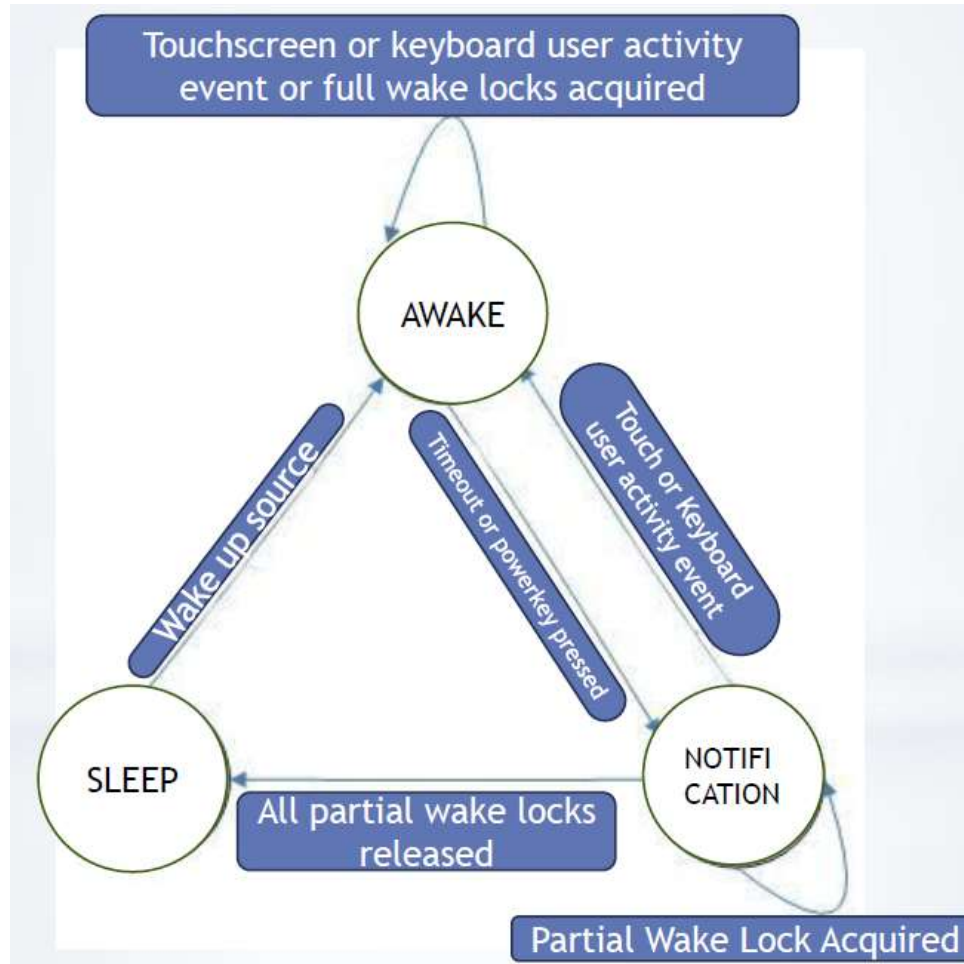 Touchscreen or keyboard user activity
event or full wake locks acquired
AWAKE
Wake up source
Timeout or powerkey pressed
Touch or Keyboard
user activity event
SLEEP
NOTIFI
CATION
All partial wake locks
released
Partial Wake Lock Acquired